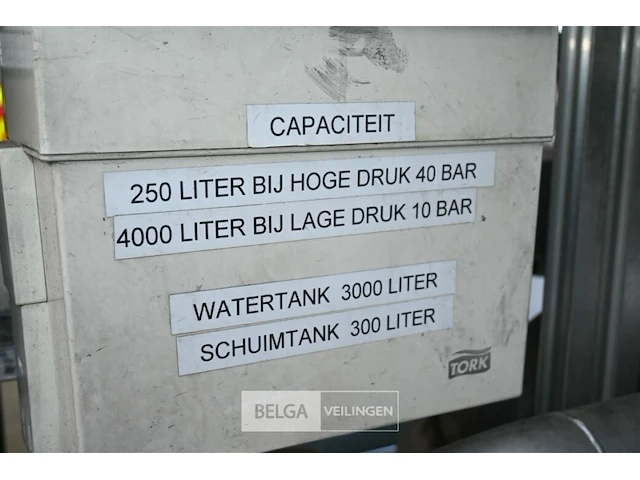 CAPACITEIT
250 LITER BIJ HOGE DRUK 40 BAR
4000 LITER BIJ LAGE DRUK 10 BAR
WATERTANK 3000 LITER
SCHUIMTANK 300 LITER
TORK
BELGA VEILINGEN